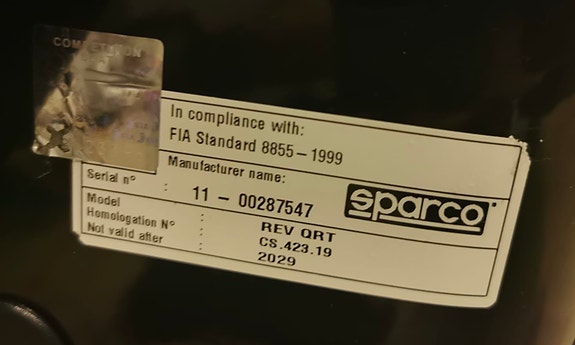 COMPETITION
In compliance with:
FIA Standard 8855–1999
Manufacturer name:
sparco
Serial n° : 11 - 00287547
Model : REV QRT
Homologation N° : CS.423.19
Not valid after : 2029